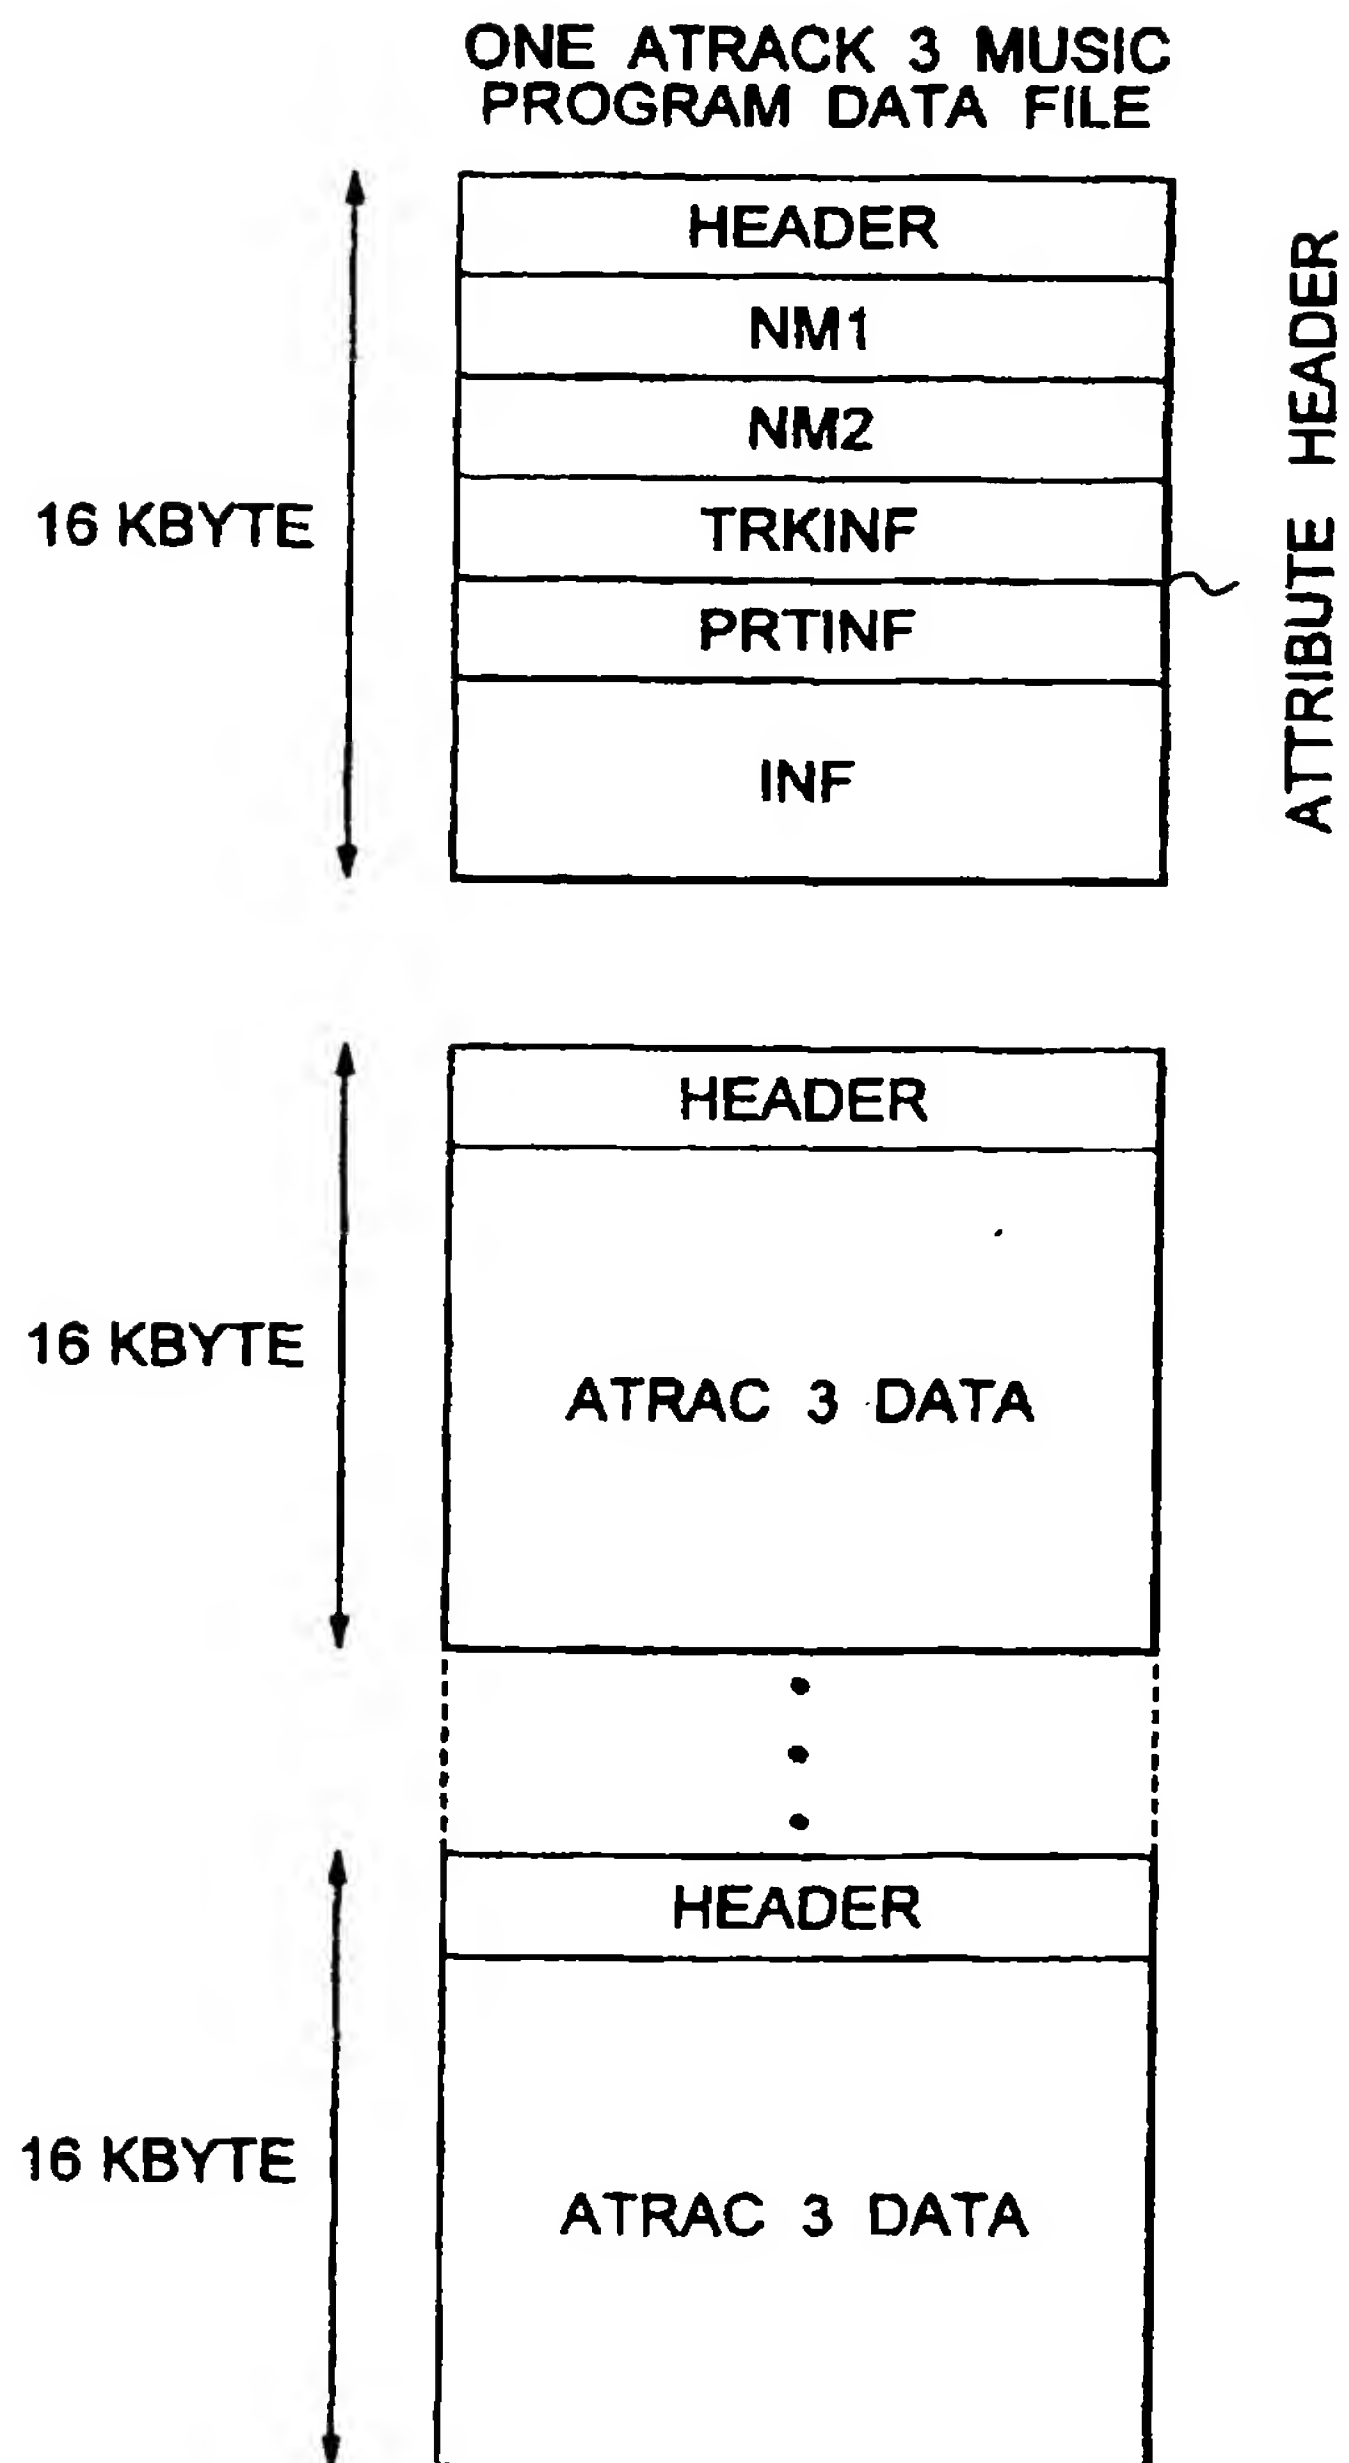 ONE ATRACK 3 MUSIC
PROGRAM DATA FILE
HEADER
NM1
NM2
16 KBYTE
TRKINF
PRTINF
INF
ATTRIBUTE HEADER
HEADER
16 KBYTE
ATRAC 3 DATA
HEADER
16 KBYTE
ATRAC 3 DATA